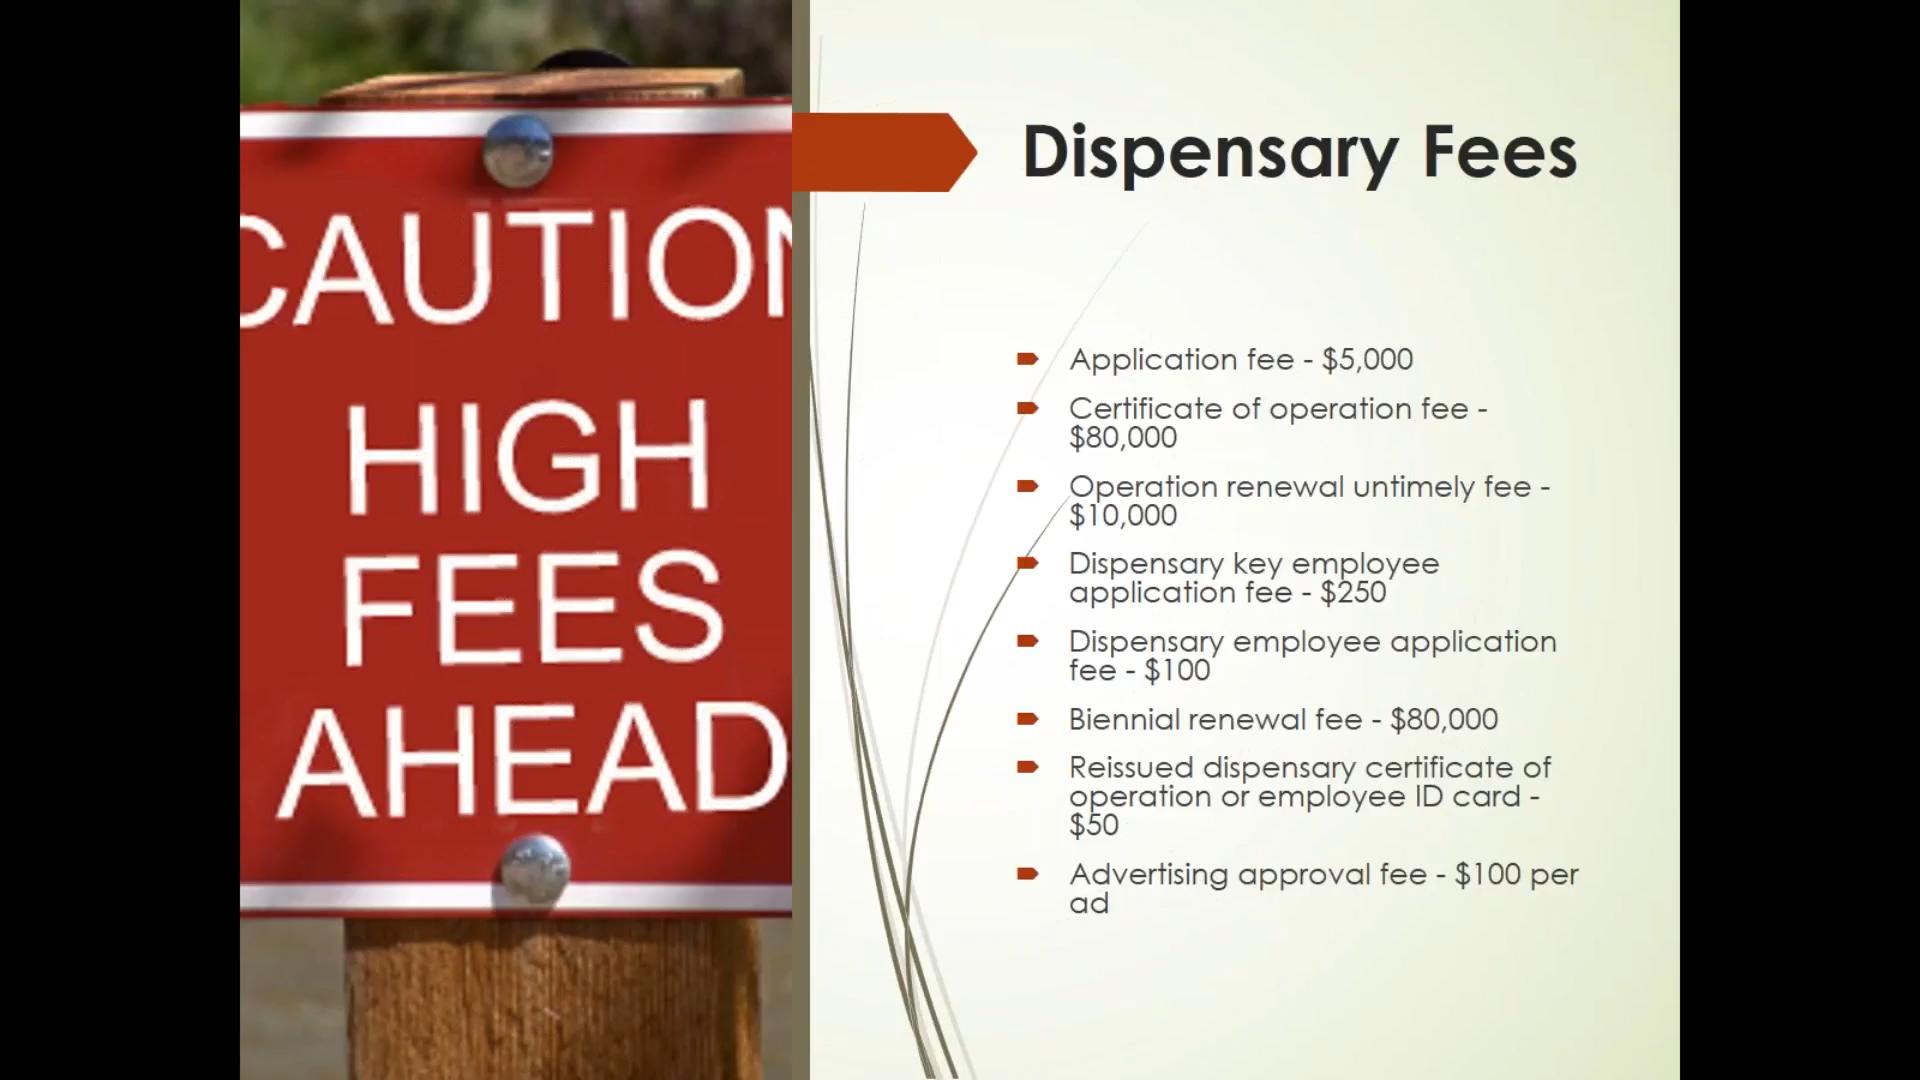 CAUTION
HIGH
FEES
AHEAD
Dispensary Fees
Application fee - $5,000
Certificate of operation fee -
$80,000
Operation renewal untimely fee -
$10,000
Dispensary key employee
application fee - $250
Dispensary employee application
fee - $100
Biennial renewal fee - $80,000
Reissued dispensary certificate of
operation or employee ID card -
$50
Advertising approval fee - $100 per
ad